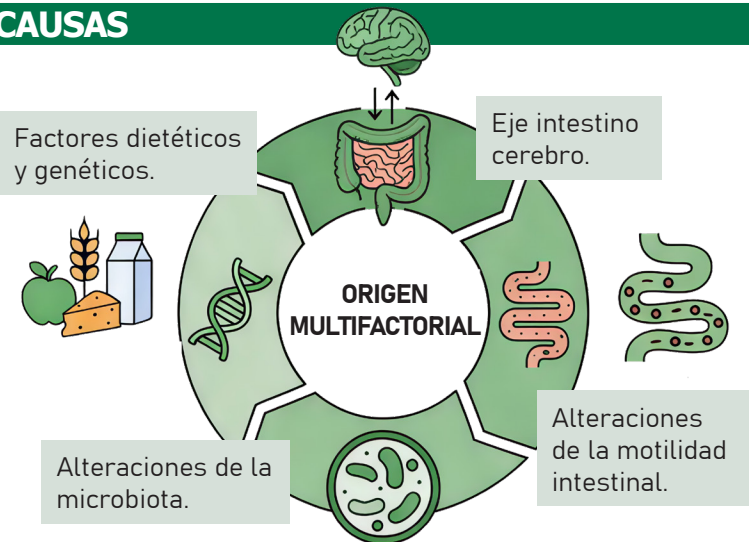 CAUSAS
Factores dietéticos
y genéticos.
Eje intestino
cerebro.
ORIGEN
MULTIFACTORIAL
Alteraciones
de la motilidad
intestinal.
Alteraciones de la
microbiota.